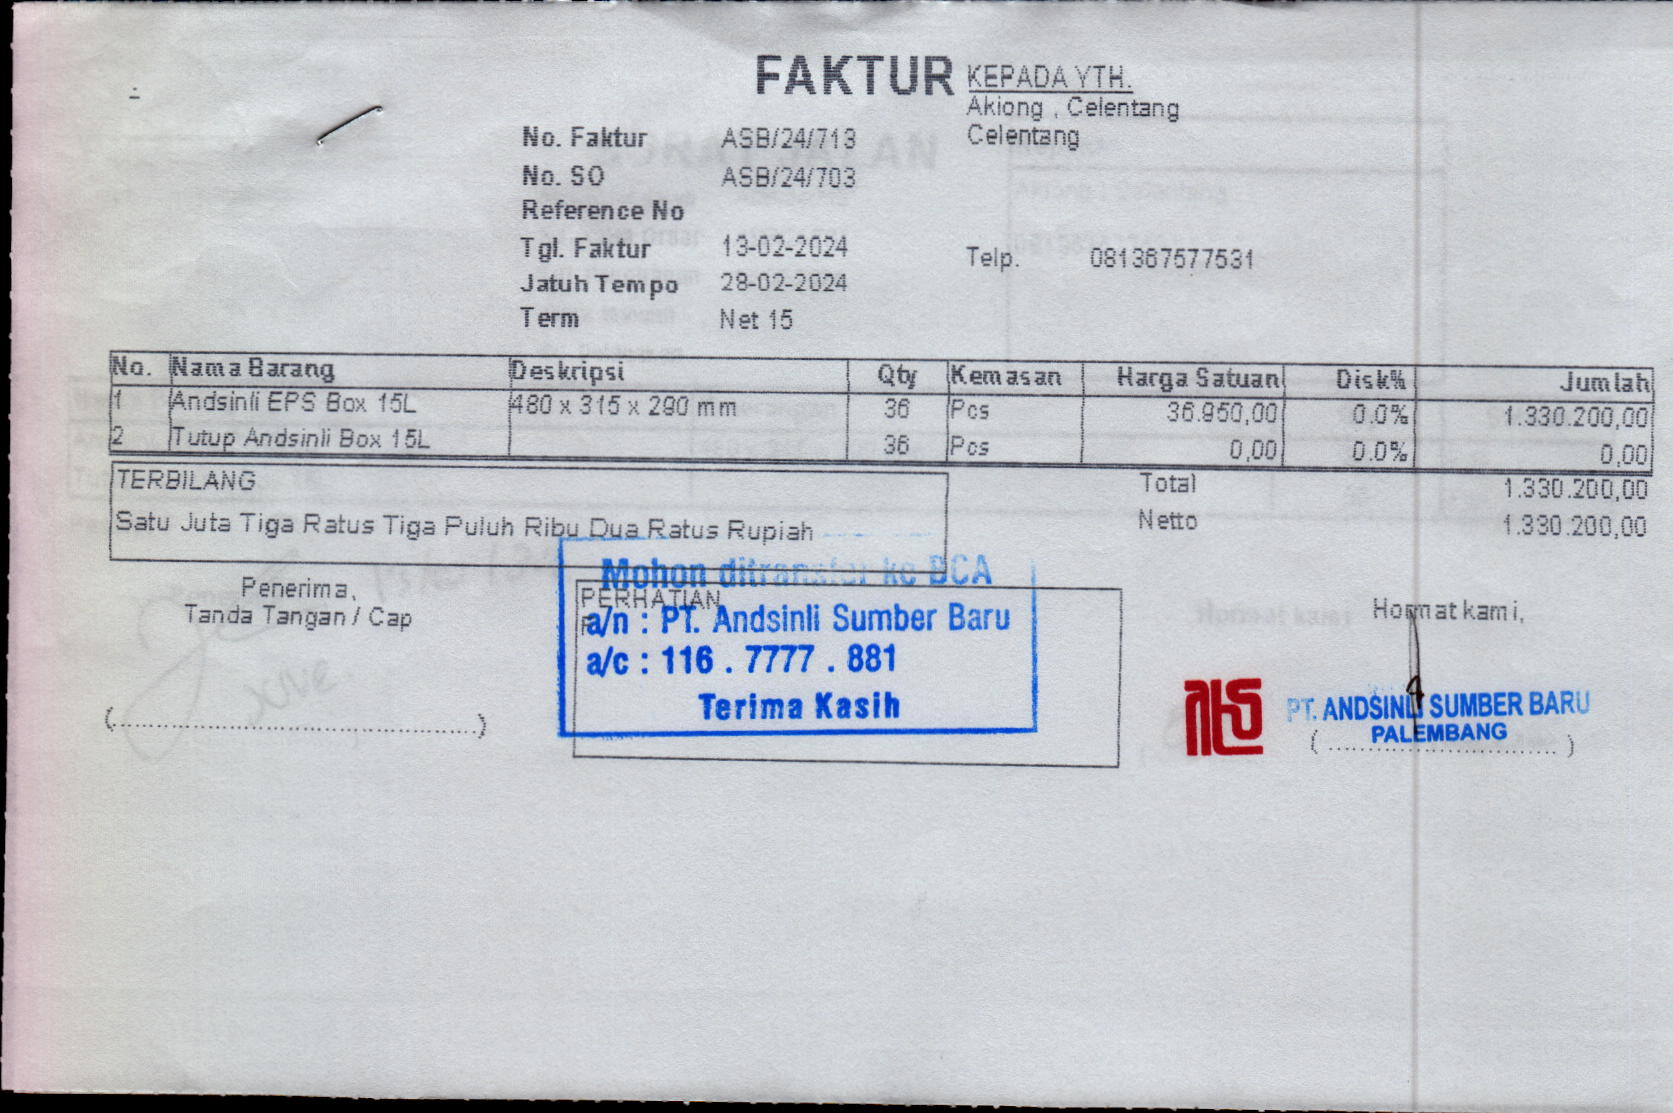 FAKTUR
KEPADA YTH.
Akiong , Celentang
Celentang
No. Faktur ASB/24/713
No. SO ASB/24/703
Reference No
Tgl. Faktur 13-02-2024
Telp. 081367577531
Jatuh Tempo 28-02-2024
Term Net 15
No. Nama Barang Deskripsi Qty Kemasan Harga Satuan Disk% Jumlah
1 Andsinli EPS Box 15L 480 x 315 x 290 mm 36 Pcs 36.950,00 0.0% 1.330.200,00
2 Tutup Andsinli Box 15L 36 Pcs 0,00 0.0% 0,00
TERBILANG
Satu Juta Tiga Ratus Tiga Puluh Ribu Dua Ratus Rupiah
Total 1.330.200,00
Netto 1.330.200,00
Penerima,
Tanda Tangan / Cap
(..........................................................)
PERHATIAN
Mohon ditransfer ke BCA
a/n : PT. Andsinli Sumber Baru
a/c : 116 . 7777 . 881
Terima Kasih
Hormat kami,
PT. ANDSINLI SUMBER BARU
PALEMBANG
( .................................... )